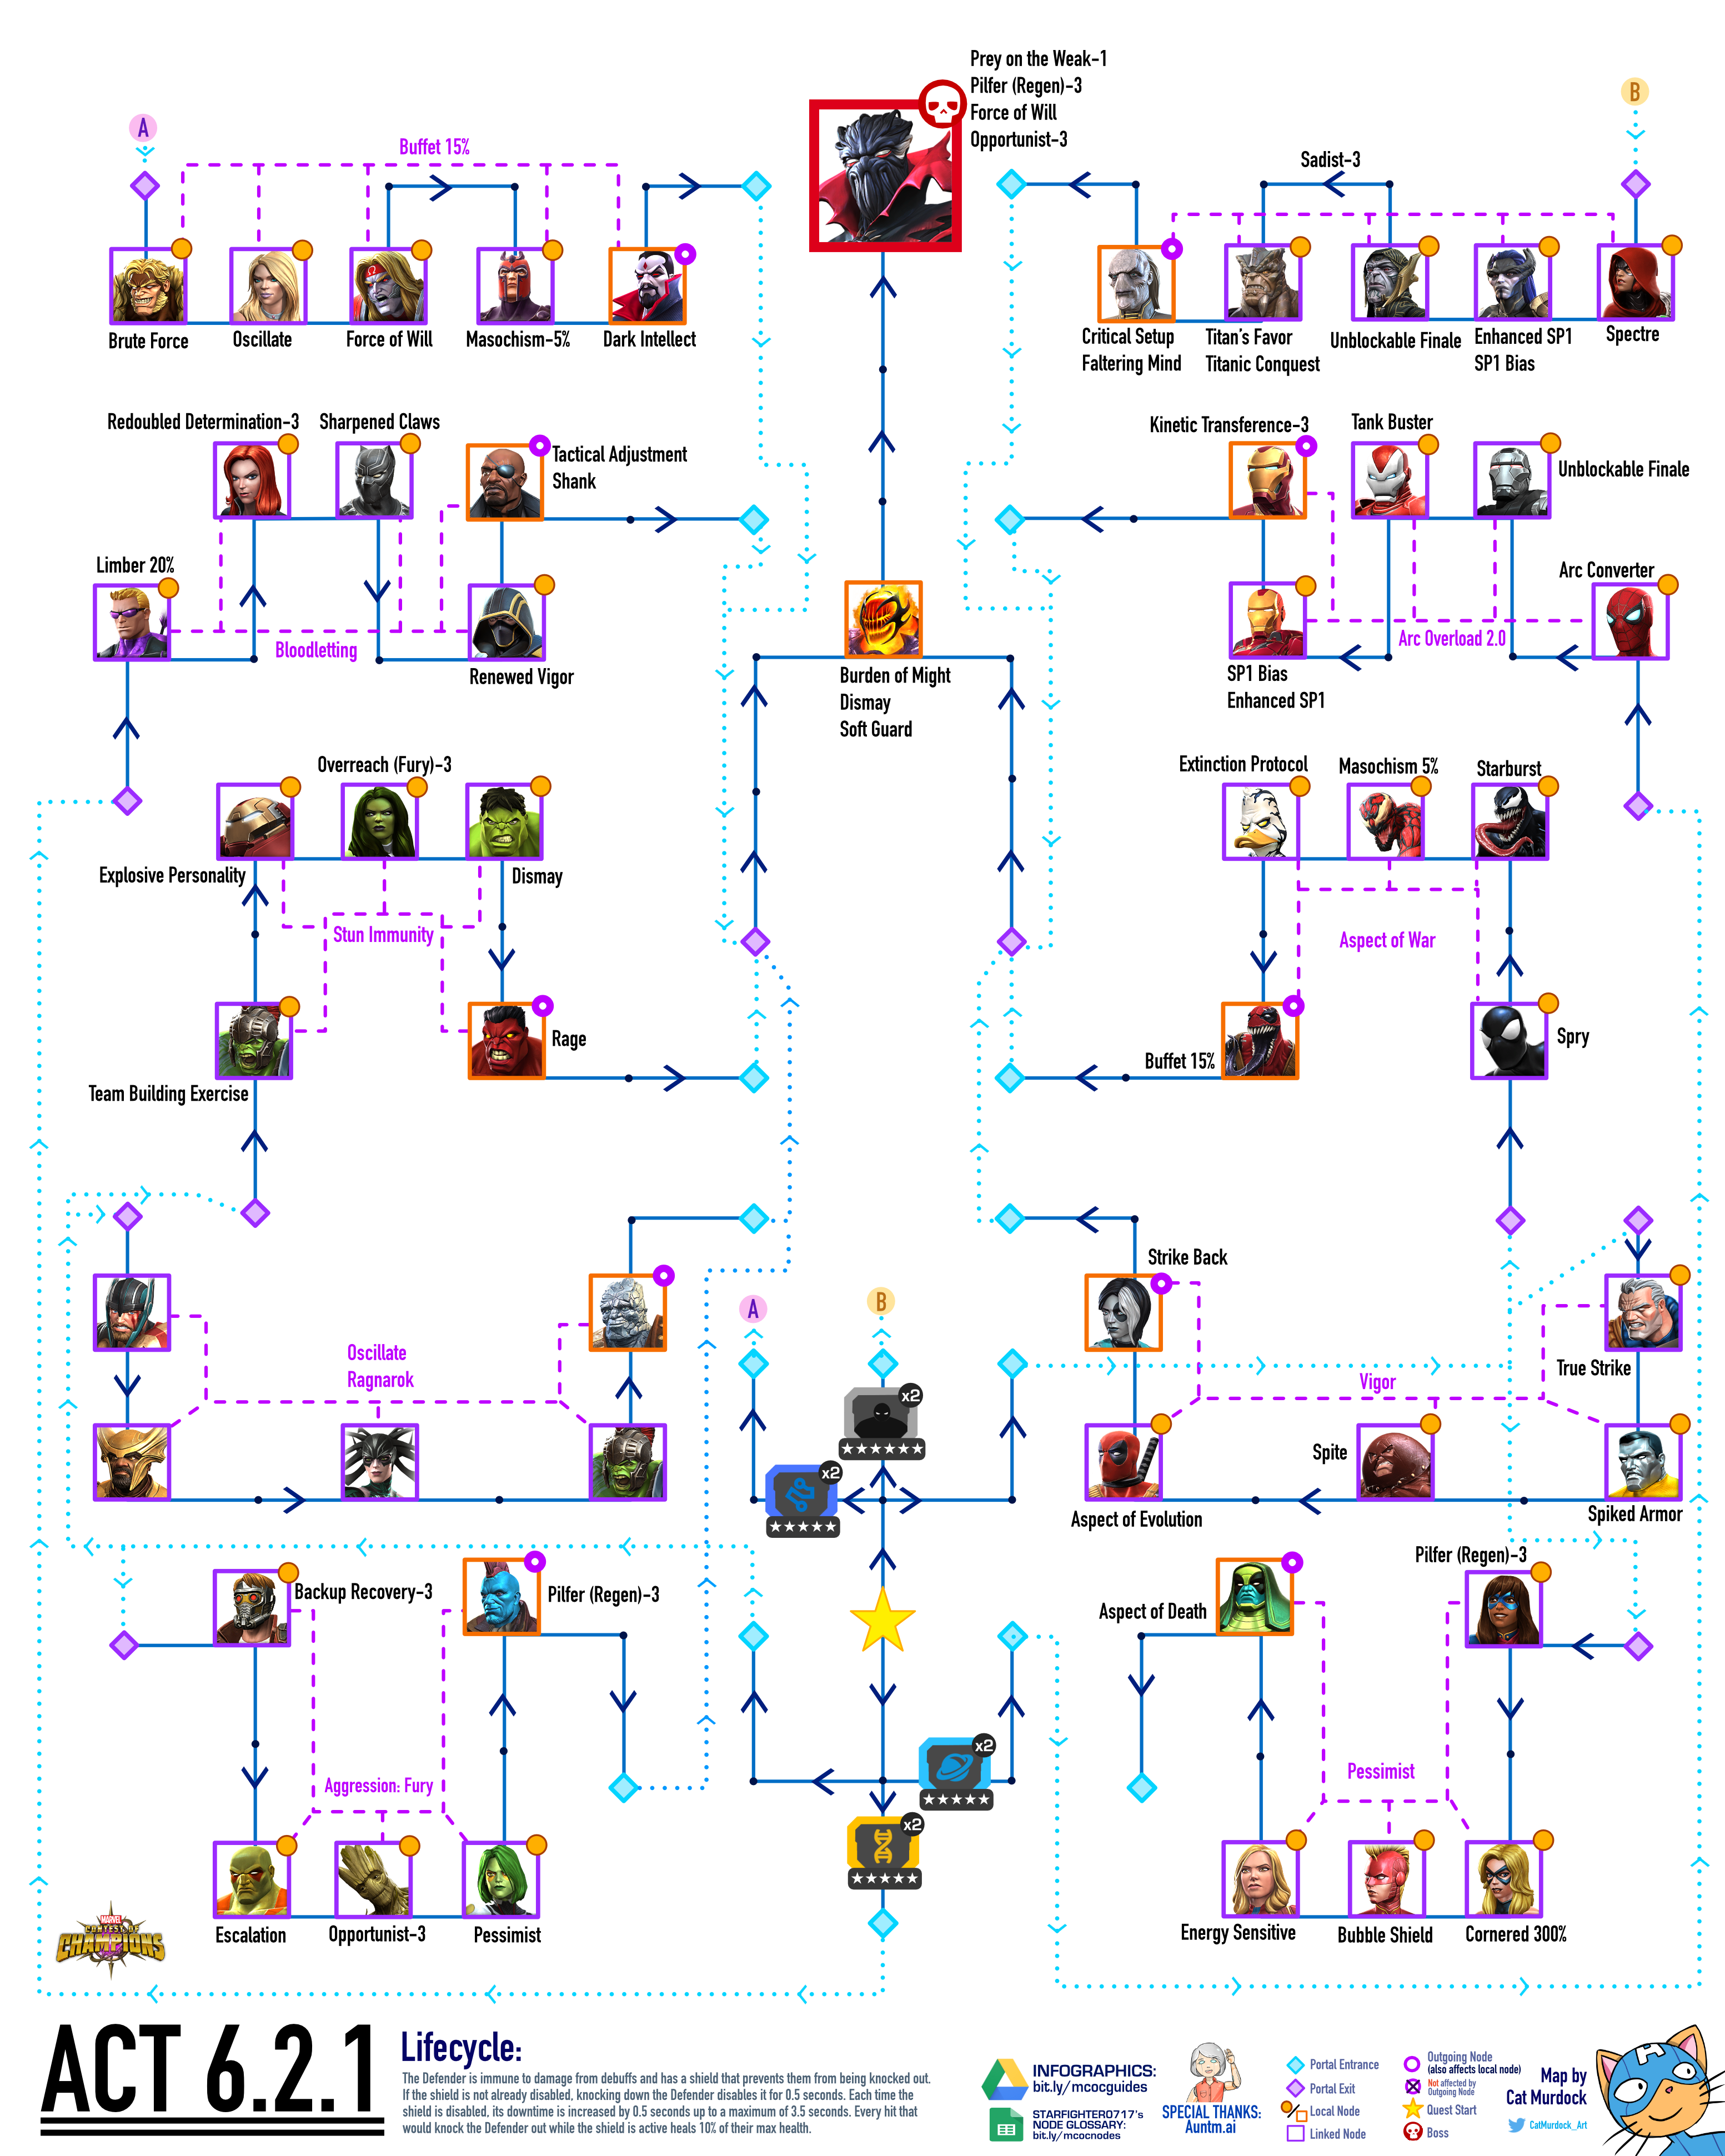 Prey on the Weak-1
Pilfer (Regen)-3
Force of Will
Opportunist-3
A
B
Buffet 15%
Sadist-3
Brute Force
Oscillate
Force of Will
Masochism-5%
Dark Intellect
Critical Setup
Faltering Mind
Titan's Favor
Titanic Conquest
Unblockable Finale
Enhanced SP1
SP1 Bias
Spectre
Redoubled Determination-3
Sharpened Claws
Tactical Adjustment
Shank
Kinetic Transference-3
Tank Buster
Unblockable Finale
Limber 20%
Arc Converter
Bloodletting
Renewed Vigor
Arc Overload 2.0
SP1 Bias
Enhanced SP1
Burden of Might
Dismay
Soft Guard
Overreach (Fury)-3
Extinction Protocol
Masochism 5%
Starburst
Explosive Personality
Dismay
Stun Immunity
Aspect of War
Rage
Team Building Exercise
Buffet 15%
Spry
Strike Back
A
B
Oscillate
Ragnarok
True Strike
Vigor
x2
★★★★★★
x2
★★★★★
Spite
Aspect of Evolution
Spiked Armor
Backup Recovery-3
Pilfer (Regen)-3
Aspect of Death
Pilfer (Regen)-3
Aggression: Fury
Pessimist
x2
★★★★★
x2
★★★★★
Escalation
Opportunist-3
Pessimist
Energy Sensitive
Bubble Shield
Cornered 300%
MARVEL
CONTEST OF
CHAMPIONS
ACT 6.2.1
Lifecycle:
The Defender is immune to damage from debuffs and has a shield that prevents them from being knocked out.
If the shield is not already disabled, knocking down the Defender disables it for 0.5 seconds. Each time the
shield is disabled, its downtime is increased by 0.5 seconds up to a maximum of 3.5 seconds. Every hit that
would knock the Defender out while the shield is active heals 10% of their max health.
INFOGRAPHICS:
bit.ly/mcocguides
STARFIGHTER0717's
NODE GLOSSARY:
bit.ly/mcocnodes
SPECIAL THANKS:
Auntm.ai
Portal Entrance
Portal Exit
Local Node
Linked Node
Outgoing Node
(also affects local node)
Not affected by
Outgoing Node
Quest Start
Boss
Map by
Cat Murdock
CatMurdock_Art
A